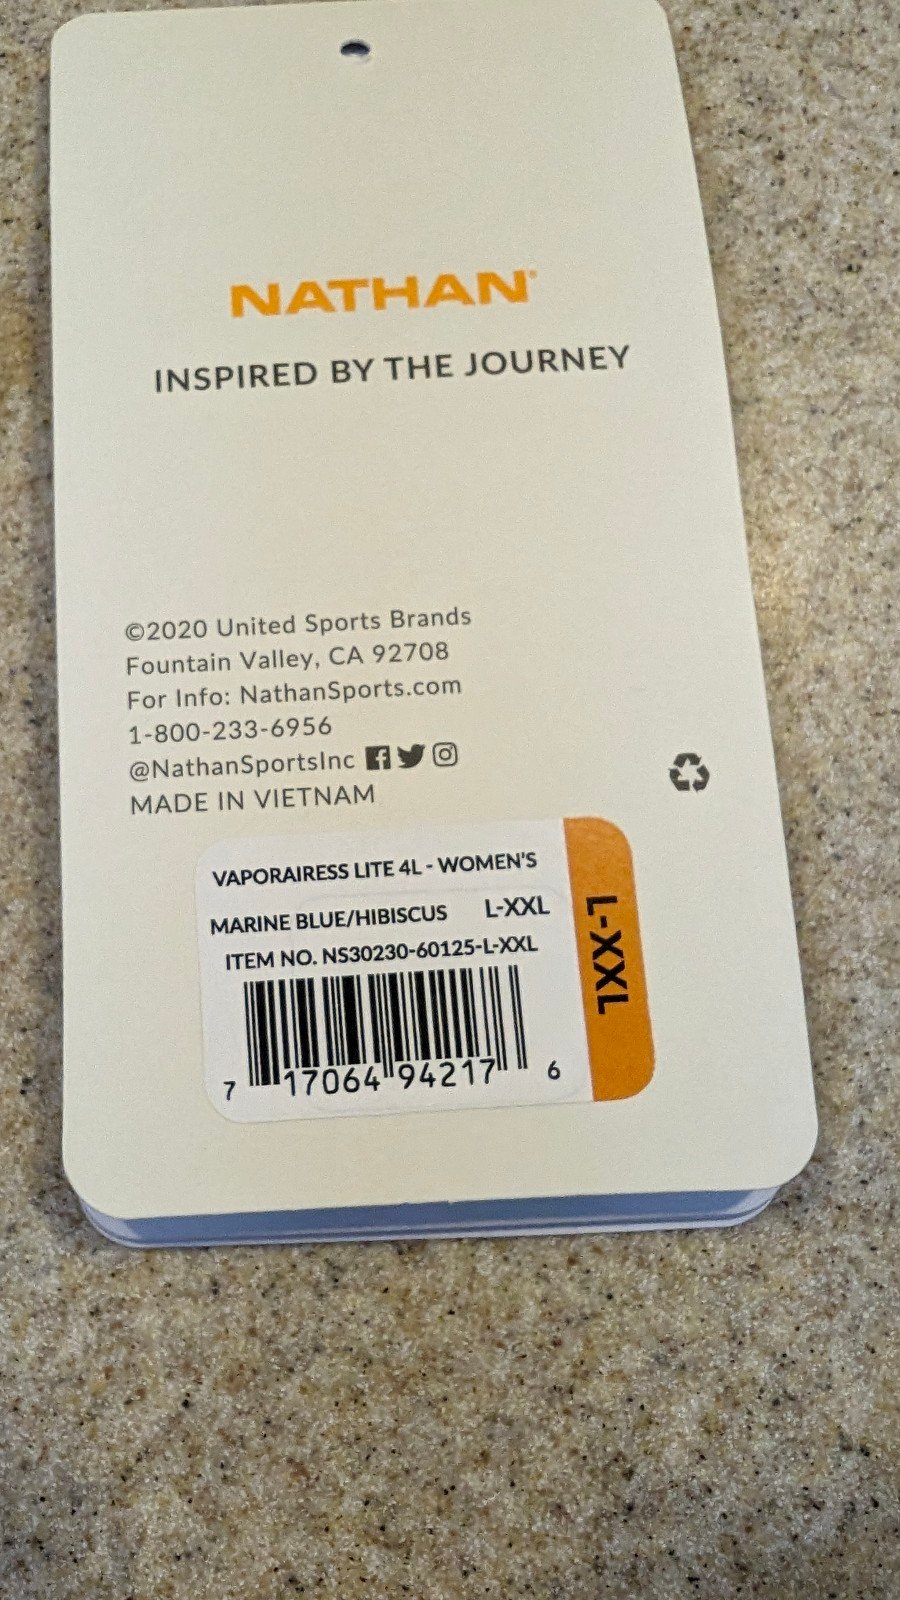 NATHAN®
INSPIRED BY THE JOURNEY
©2020 United Sports Brands
Fountain Valley, CA 92708
For Info: NathanSports.com
1-800-233-6956
@NathanSportsInc
MADE IN VIETNAM
VAPORAIRESS LITE 4L - WOMEN'S
MARINE BLUE/HIBISCUS L-XXL
ITEM NO. NS30230-60125-L-XXL
7 17064 94217 6
L-XXL